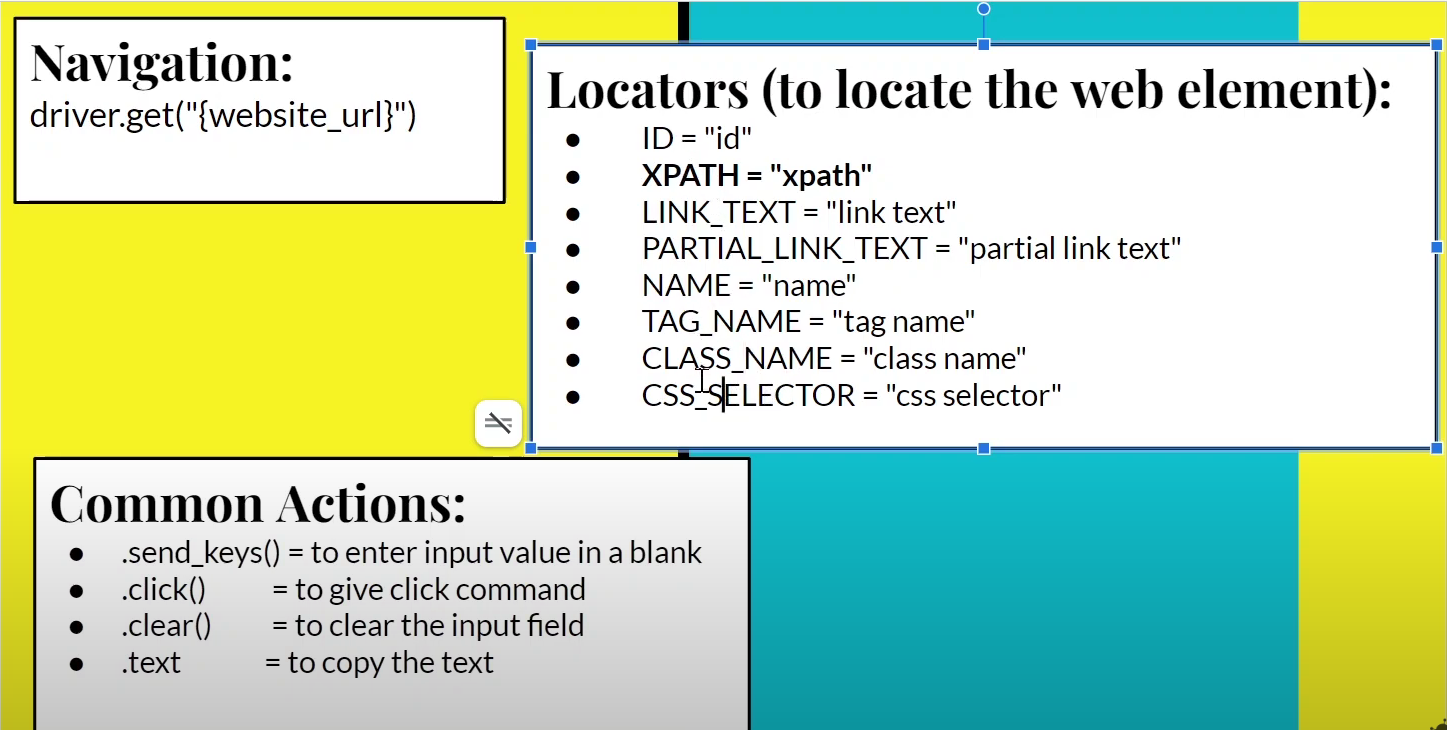 Navigation:
driver.get("{website_url}")
Locators (to locate the web element):
● ID = "id"
● XPATH = "xpath"
● LINK_TEXT = "link text"
● PARTIAL_LINK_TEXT = "partial link text"
● NAME = "name"
● TAG_NAME = "tag name"
● CLASS_NAME = "class name"
● CSS_SELECTOR = "css selector"
Common Actions:
● .send_keys() = to enter input value in a blank
● .click() = to give click command
● .clear() = to clear the input field
● .text = to copy the text